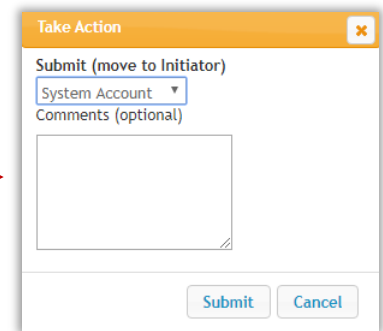 Take Action
Submit (move to Initiator)
System Account
Comments (optional)
Submit Cancel